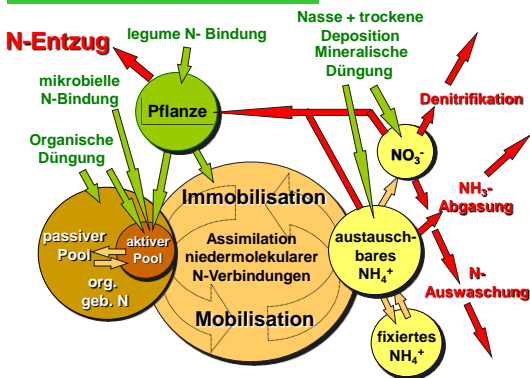 N-Entzug
legume N- Bindung
Nasse + trockene
Deposition
Mineralische
Düngung
mikrobielle
N-Bindung
Pflanze
Denitrifikation
Organische
Düngung
NO₃⁻
NH₃-
Abgasung
Immobilisation
passiver
Pool
aktiver
Pool
org.
geb. N
Assimilation
niedermolekularer
N-Verbindungen
austausch-
bares
NH₄⁺
N-
Auswaschung
Mobilisation
fixiertes
NH₄⁺